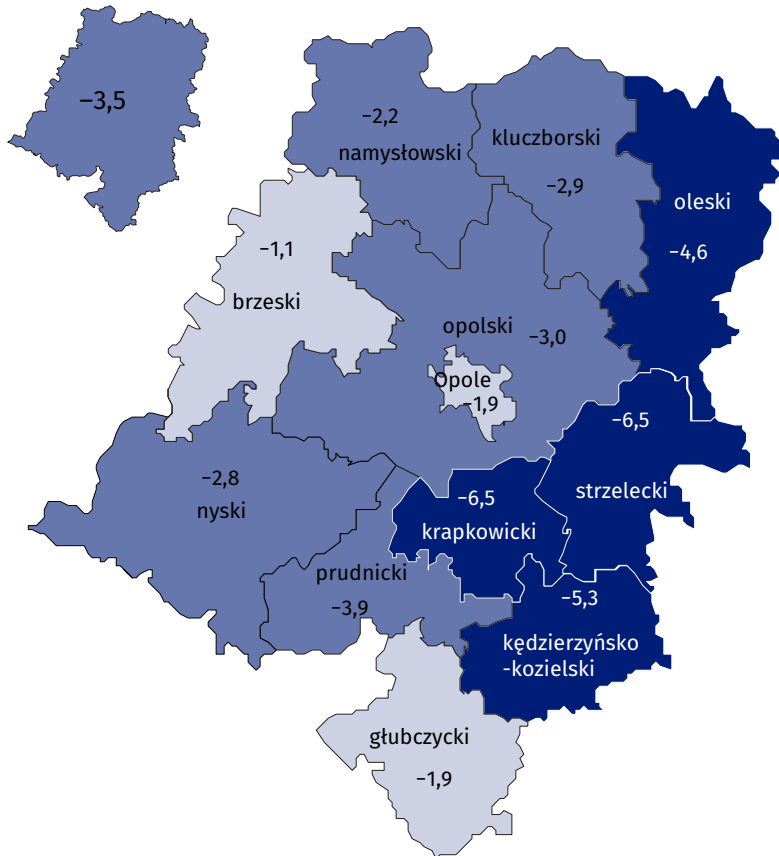 −3,5
−2,2
namysłowski
kluczborski
−2,9
oleski
−4,6
−1,1
brzeski
opolski
−3,0
Opole
−1,9
−6,5
strzelecki
−2,8
nyski
−6,5
krapkowicki
prudnicki
−3,9
−5,3
kędzierzyńsko
-kozielski
głubczycki
−1,9